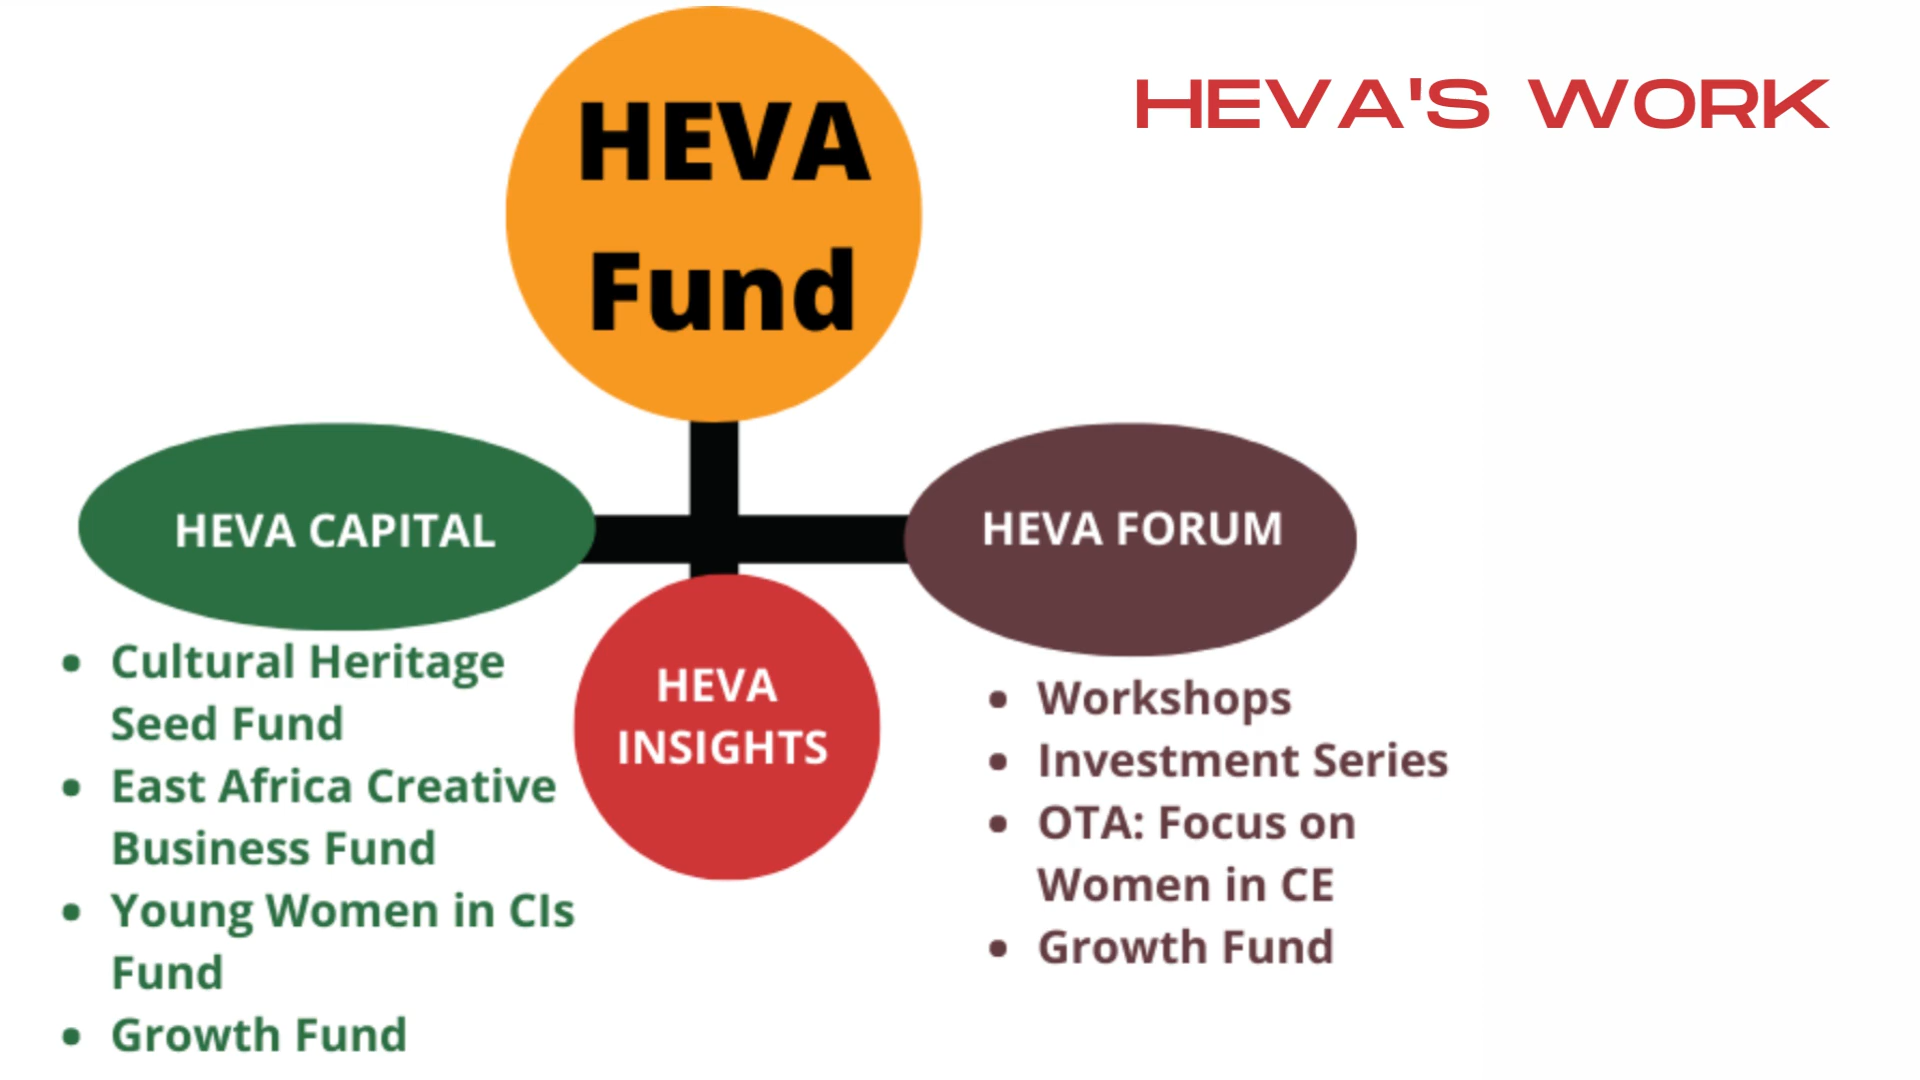 HEVA'S WORK
HEVA
Fund
HEVA CAPITAL
• Cultural Heritage
Seed Fund
• East Africa Creative
Business Fund
• Young Women in CIs
Fund
• Growth Fund
HEVA
INSIGHTS
HEVA FORUM
• Workshops
• Investment Series
• OTA: Focus on
Women in CE
• Growth Fund